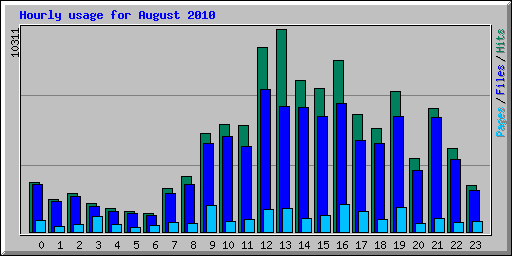 Hourly usage for August 2010
10311
Pages/Files/Hits
0 1 2 3 4 5 6 7 8 9 10 11 12 13 14 15 16 17 18 19 20 21 22 23